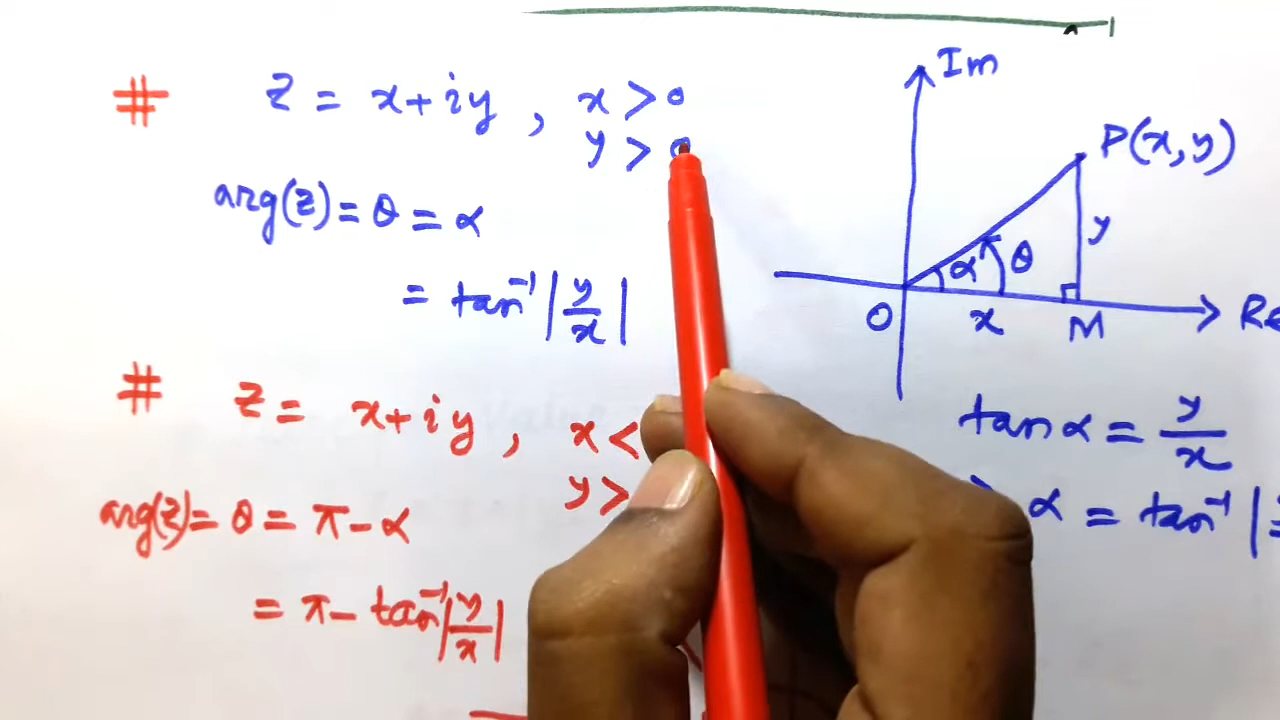 # z = x + iy , x > 0
y > 0
arg(z) = θ = α
= tan⁻¹ |y/x|
# z = x + iy , x <
y >
arg(z) = θ = π - α
= π - tan⁻¹ |y/x|
Im
P(x, y)
y
α θ
O x M Re
tan α = y/x
α = tan⁻¹ |